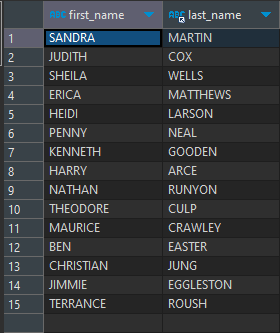 ABC first_name ABC last_name
1 SANDRA MARTIN
2 JUDITH COX
3 SHEILA WELLS
4 ERICA MATTHEWS
5 HEIDI LARSON
6 PENNY NEAL
7 KENNETH GOODEN
8 HARRY ARCE
9 NATHAN RUNYON
10 THEODORE CULP
11 MAURICE CRAWLEY
12 BEN EASTER
13 CHRISTIAN JUNG
14 JIMMIE EGGLESTON
15 TERRANCE ROUSH